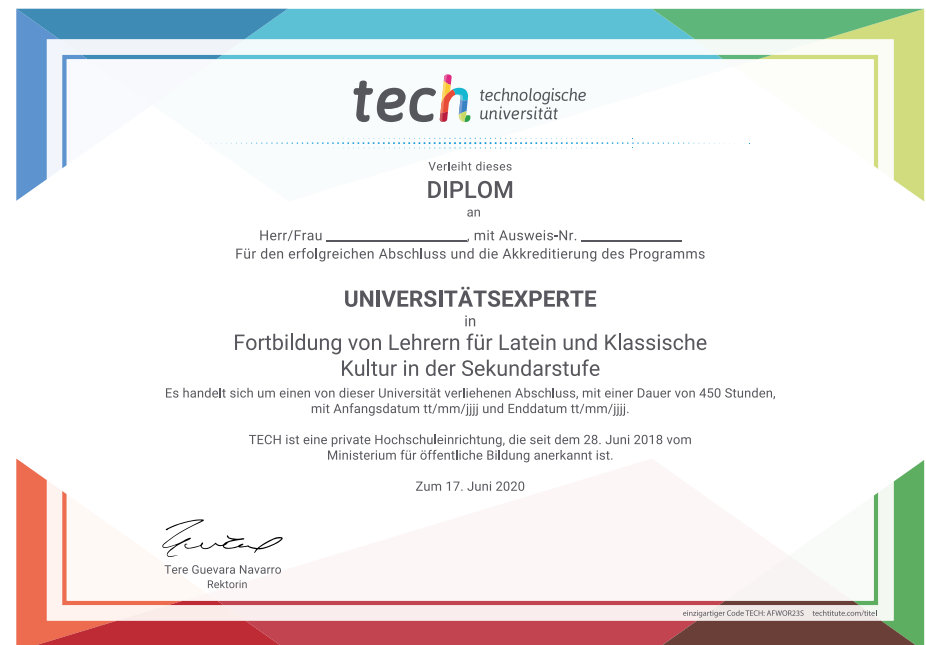 tech technologische
universität
Verleiht dieses
DIPLOM
an
Herr/Frau ____________, mit Ausweis-Nr. ____________
Für den erfolgreichen Abschluss und die Akkreditierung des Programms
UNIVERSITÄTSEXPERTE
in
Fortbildung von Lehrern für Latein und Klassische
Kultur in der Sekundarstufe
Es handelt sich um einen von dieser Universität verliehenen Abschluss, mit einer Dauer von 450 Stunden,
mit Anfangsdatum tt/mm/jjjj und Enddatum tt/mm/jjjj.
TECH ist eine private Hochschuleinrichtung, die seit dem 28. Juni 2018 vom
Ministerium für öffentliche Bildung anerkannt ist.
Zum 17. Juni 2020
Tere Guevara Navarro
Rektorin
einzigartiger Code TECH: AFWOR23S techtitute.com/titel